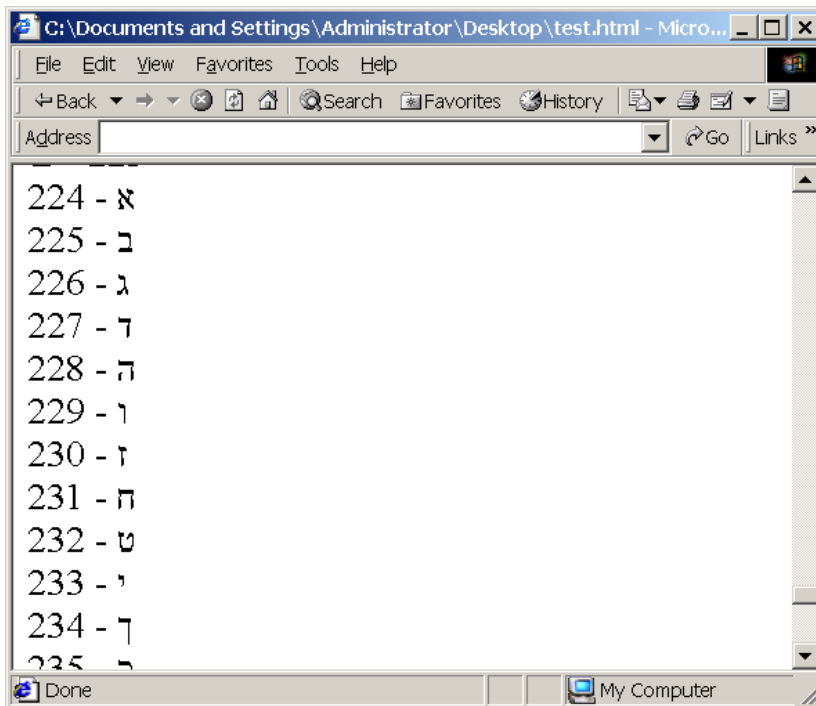 C:\Documents and Settings\Administrator\Desktop\test.html - Micro...
File Edit View Favorites Tools Help
Back Search Favorites History
Address Go Links »
224 - א
225 - ב
226 - ג
227 - ד
228 - ה
229 - ו
230 - ז
231 - ח
232 - ט
233 - י
234 - ך
235 - כ
Done My Computer